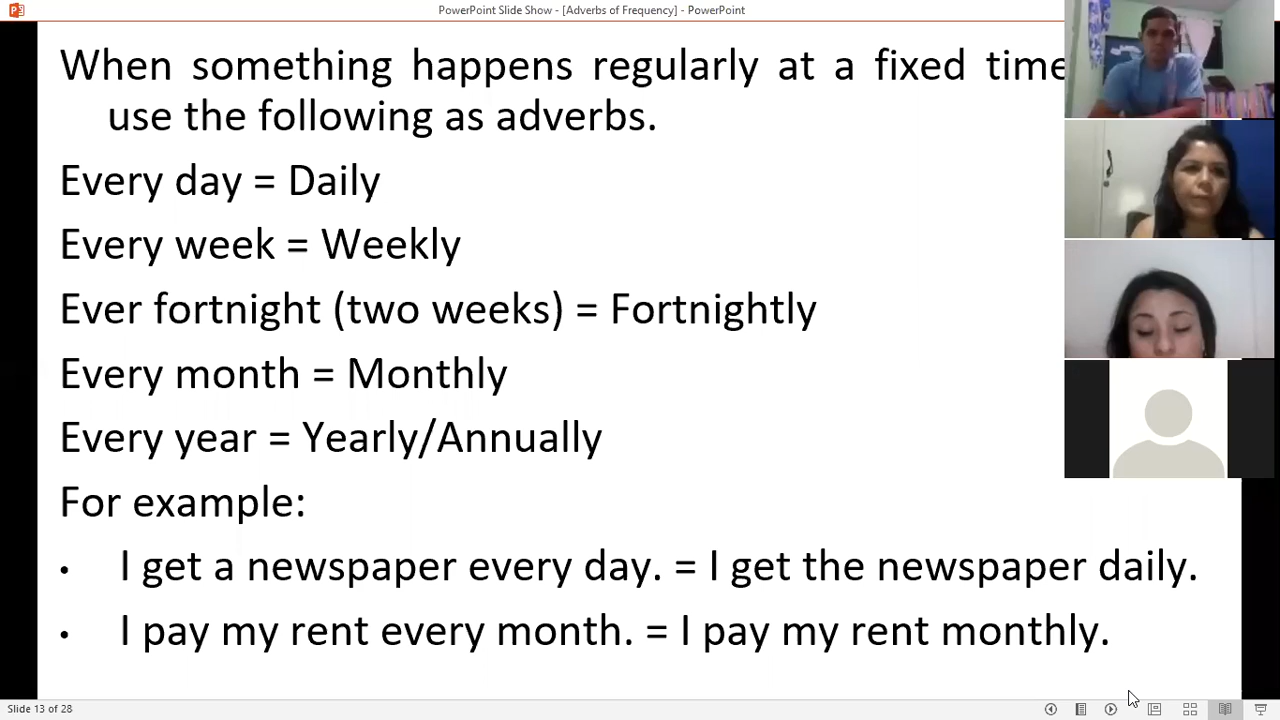 PowerPoint Slide Show - [Adverbs of Frequency] - PowerPoint
When something happens regularly at a fixed time
use the following as adverbs.
Every day = Daily
Every week = Weekly
Ever fortnight (two weeks) = Fortnightly
Every month = Monthly
Every year = Yearly/Annually
For example:
• I get a newspaper every day. = I get the newspaper daily.
• I pay my rent every month. = I pay my rent monthly.
Slide 13 of 28